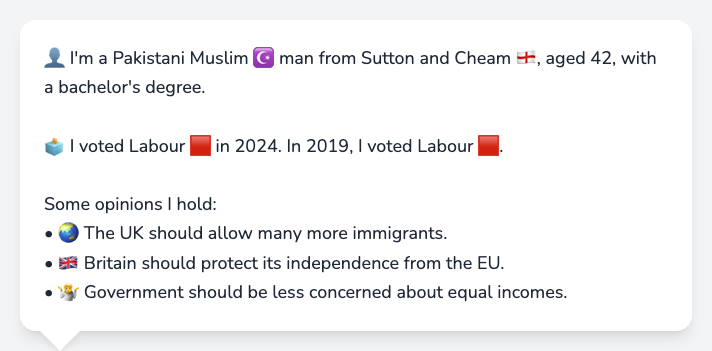 👤 I'm a Pakistani Muslim ☪️ man from Sutton and Cheam 🏴󠁧󠁢󠁥󠁮󠁧󠁿, aged 42, with
a bachelor's degree.
🗳️ I voted Labour 🟥 in 2024. In 2019, I voted Labour 🟥.
Some opinions I hold:
• 🌏 The UK should allow many more immigrants.
• 🇬🇧 Britain should protect its independence from the EU.
• 🤷 Government should be less concerned about equal incomes.